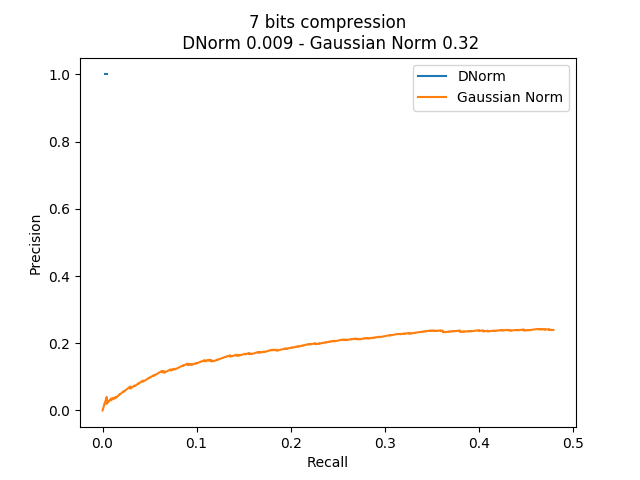 7 bits compression
DNorm 0.009 - Gaussian Norm 0.32
DNorm
Gaussian Norm
Precision
1.0
0.8
0.6
0.4
0.2
0.0
0.0 0.1 0.2 0.3 0.4 0.5
Recall